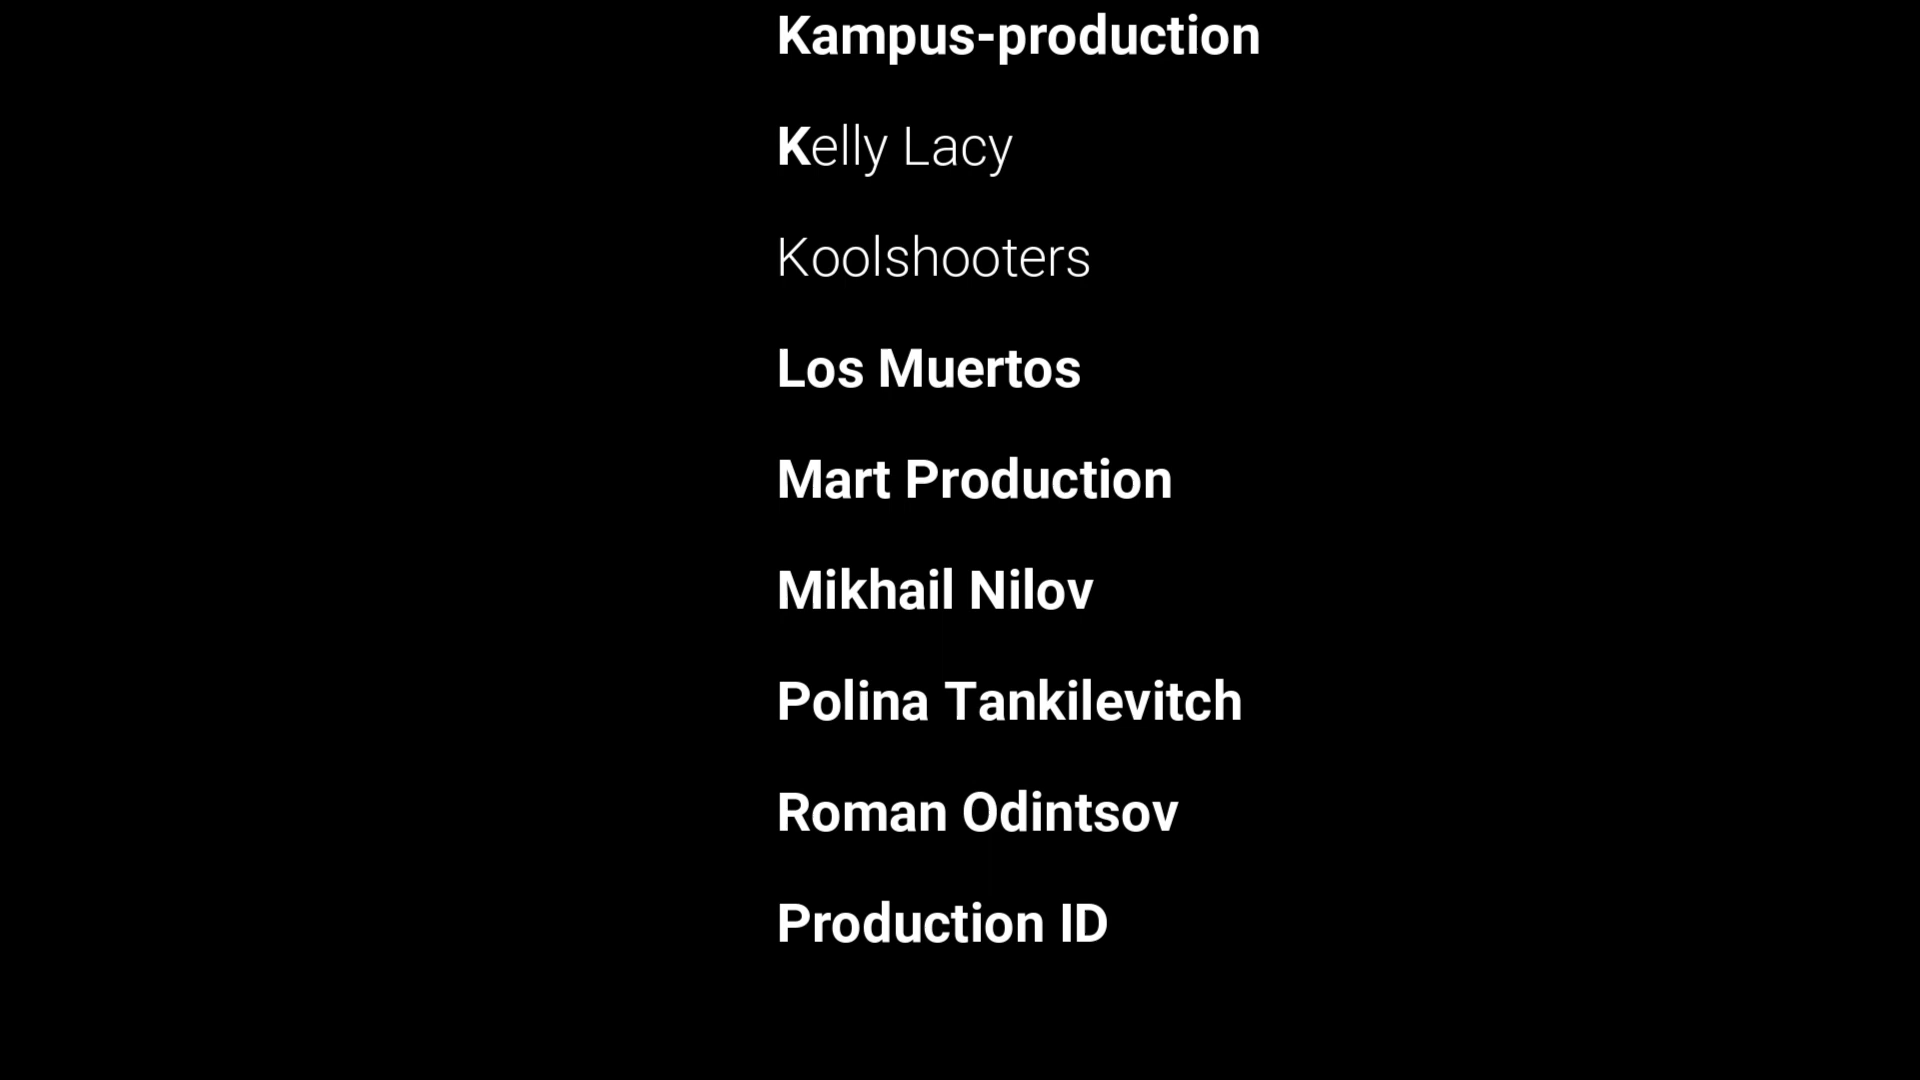 Kampus-production
Kelly Lacy
Koolshooters
Los Muertos
Mart Production
Mikhail Nilov
Polina Tankilevitch
Roman Odintsov
Production ID